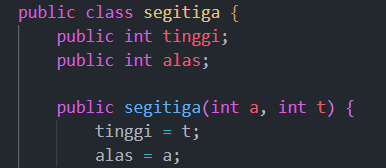 public class segitiga {
    public int tinggi;
    public int alas;
    public segitiga(int a, int t) {
        tinggi = t;
        alas = a;